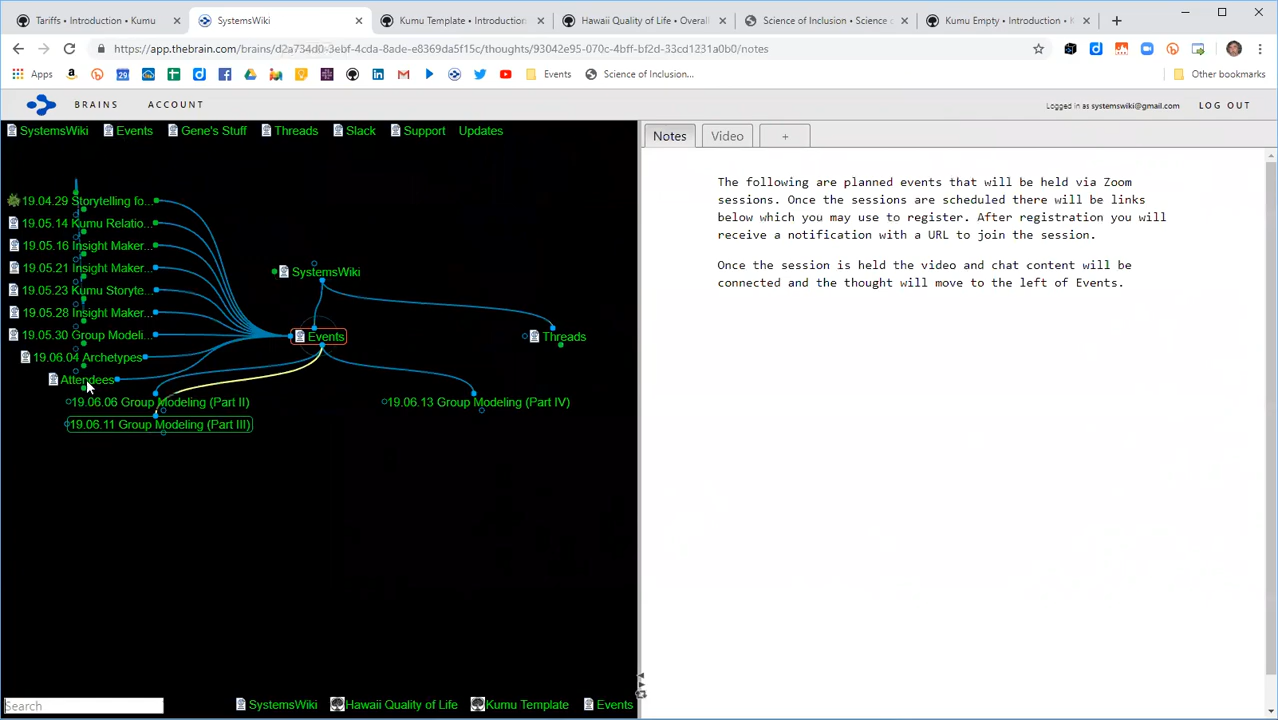 Tariffs • Introduction • Kumu
SystemsWiki
Kumu Template • Introduction
Hawaii Quality of Life • Overall
Science of Inclusion • Science
Kumu Empty • Introduction • K
https://app.thebrain.com/brains/d2a734d0-3ebf-4cda-8ade-e8369da5f15c/thoughts/93042e95-070c-4bff-bf2d-33cd1231a0b0/notes
Apps
29
Events
Science of Inclusion...
Other bookmarks
BRAINS ACCOUNT
Logged in as systemswiki@gmail.com LOG OUT
SystemsWiki Events Gene's Stuff Threads Slack Support Updates
Notes Video +
19.04.29 Storytelling fo...
19.05.14 Kumu Relatio...
19.05.16 Insight Maker...
19.05.21 Insight Maker...
19.05.23 Kumu Storyte...
19.05.28 Insight Maker...
19.05.30 Group Modeli...
19.06.04 Archetypes
Attendees
19.06.06 Group Modeling (Part II)
19.06.11 Group Modeling (Part III)
SystemsWiki
Events
Threads
19.06.13 Group Modeling (Part IV)
The following are planned events that will be held via Zoom
sessions. Once the sessions are scheduled there will be links
below which you may use to register. After registration you will
receive a notification with a URL to join the session.
Once the session is held the video and chat content will be
connected and the thought will move to the left of Events.
Search
SystemsWiki Hawaii Quality of Life Kumu Template Events